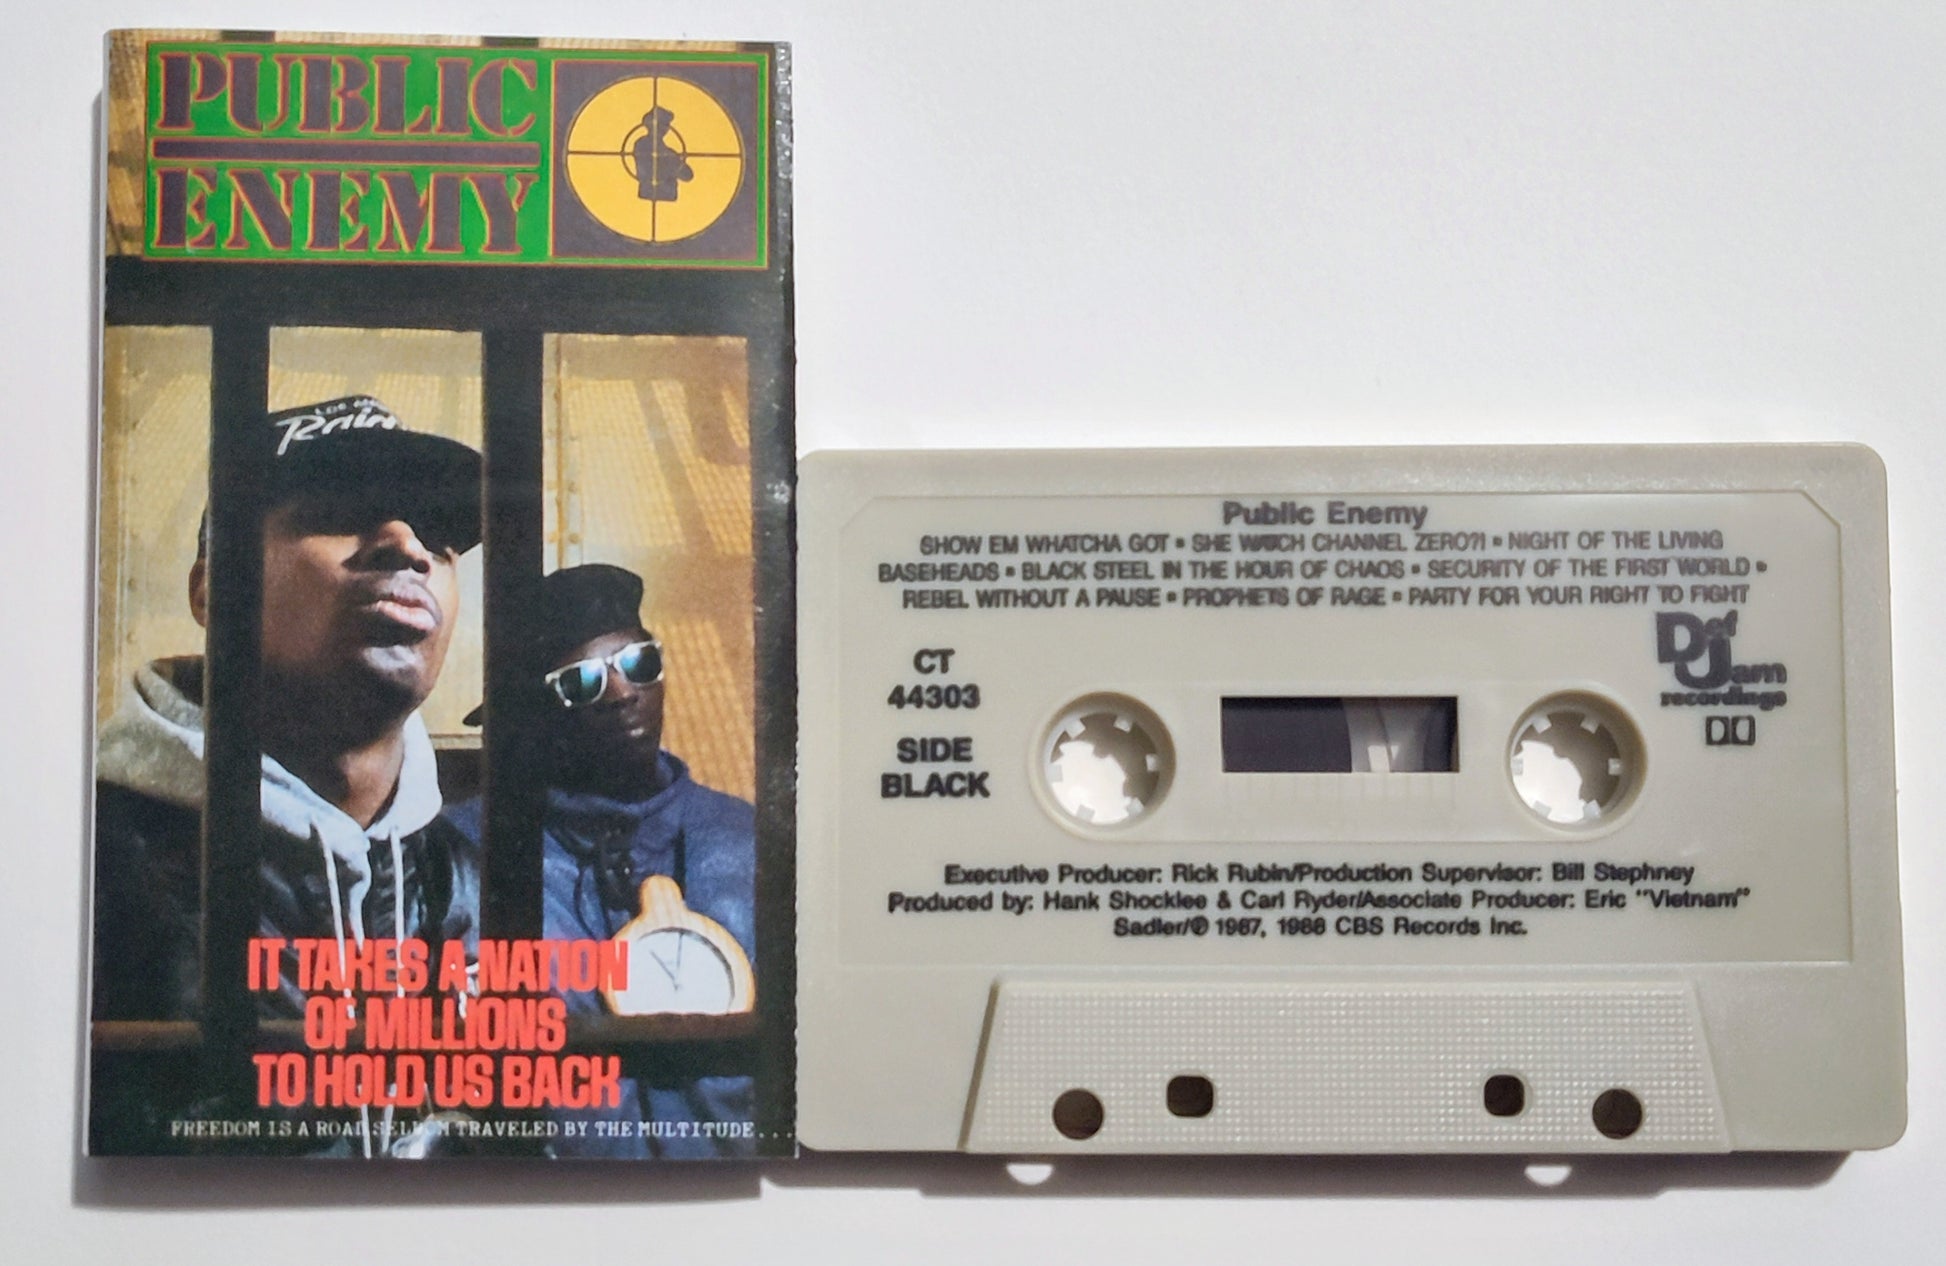 PUBLIC
ENEMY
LOS
IT TAKES A NATION
OF MILLIONS
TO HOLD US BACK
FREEDOM IS A ROAD SELDOM TRAVELED BY THE MULTITUDE...
Public Enemy
SHOW EM WHATCHA GOT ▪ SHE WATCH CHANNEL ZERO?! ▪ NIGHT OF THE LIVING
BASEHEADS ▪ BLACK STEEL IN THE HOUR OF CHAOS ▪ SECURITY OF THE FIRST WORLD ▪
REBEL WITHOUT A PAUSE ▪ PROPHETS OF RAGE ▪ PARTY FOR YOUR RIGHT TO FIGHT
CT
44303
SIDE
BLACK
Def
Jam
recordings
Executive Producer: Rick Rubin/Production Supervisor: Bill Stephney
Produced by: Hank Shocklee & Carl Ryder/Associate Producer: Eric "Vietnam"
Sadler/℗ 1987, 1988 CBS Records Inc.